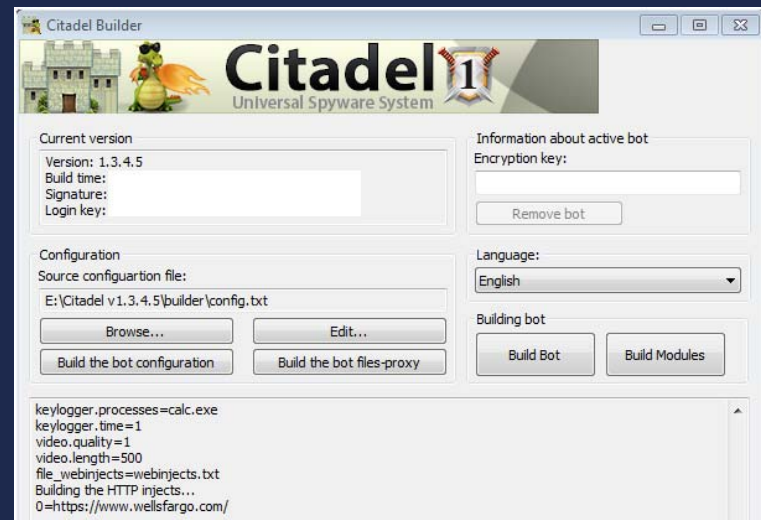 Citadel Builder
Citadel 1
Universal Spyware System
Current version
Version: 1.3.4.5
Build time:
Signature:
Login key:
Information about active bot
Encryption key:
Remove bot
Configuration
Source configuartion file:
E:\Citadel v1.3.4.5\builder\config.txt
Browse...
Edit...
Build the bot configuration
Build the bot files-proxy
Language:
English
Building bot
Build Bot
Build Modules
keylogger.processes=calc.exe
keylogger.time=1
video.quality=1
video.length=500
file_webinjects=webinjects.txt
Building the HTTP injects...
0=https://www.wellsfargo.com/